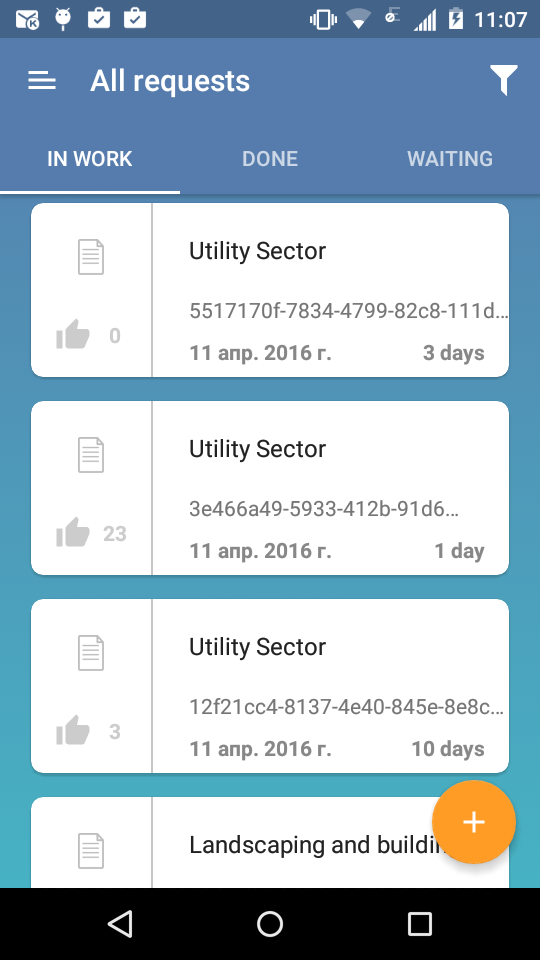 11:07
All requests
IN WORK DONE WAITING
Utility Sector
5517170f-7834-4799-82c8-111d...
0
11 апр. 2016 г. 3 days
Utility Sector
3e466a49-5933-412b-91d6...
23
11 апр. 2016 г. 1 day
Utility Sector
12f21cc4-8137-4e40-845e-8e8c...
3
11 апр. 2016 г. 10 days
Landscaping and buildin